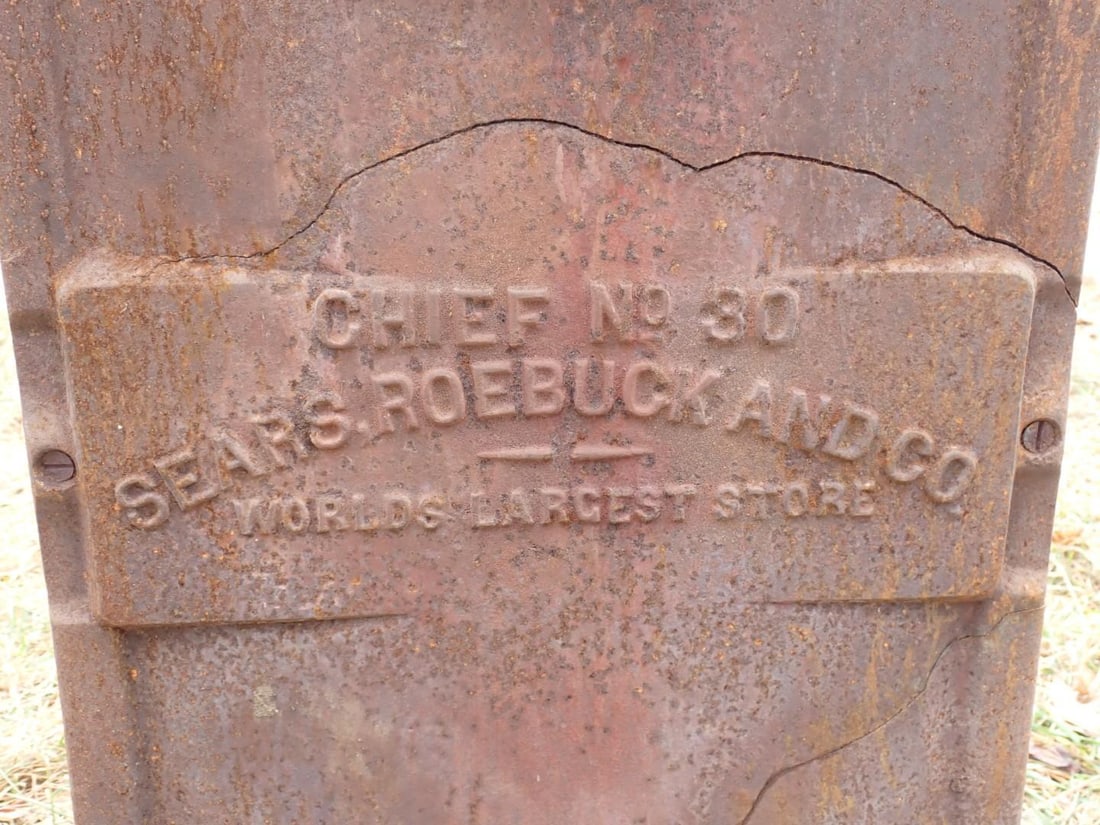 CHIEF No 30
SEARS. ROEBUCK AND CO.
WORLDS LARGEST STORE